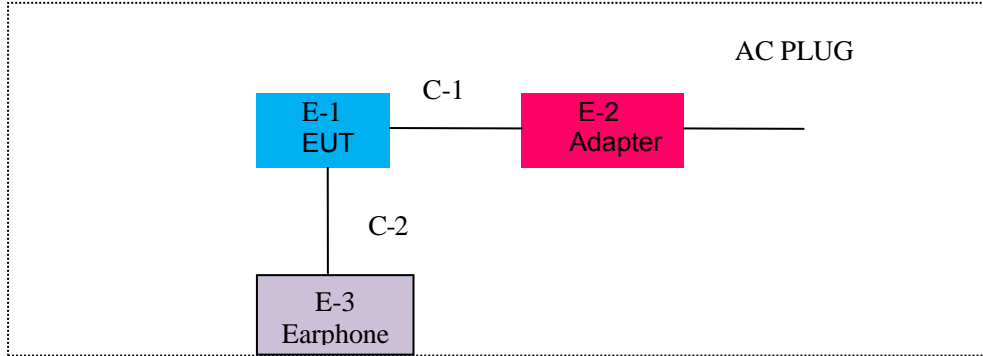 AC PLUG
C-1
E-1
EUT
E-2
Adapter
C-2
E-3
Earphone